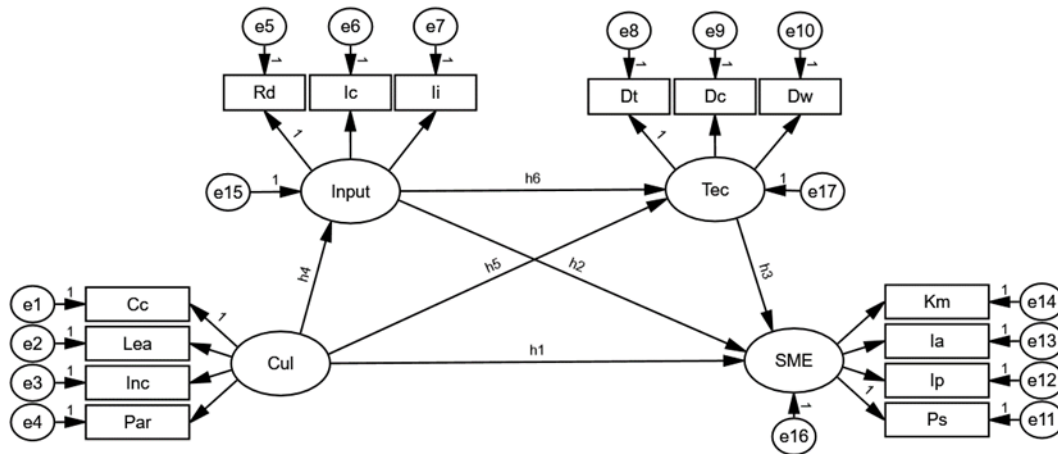 e5 e6 e7 e8 e9 e10
1 1 1 1 1 1
Rd Ic Ii Dt Dc Dw
1 1
e15 1 Input h6 Tec 1 e17
h4 h5 h2 h3
e1 1 Cc 1 Km 1 e14
e2 1 Lea Ia 1 e13
Cul h1 SME
e3 1 Inc Ip 1 e12
e4 1 Par 1 Ps 1 e11
1
e16